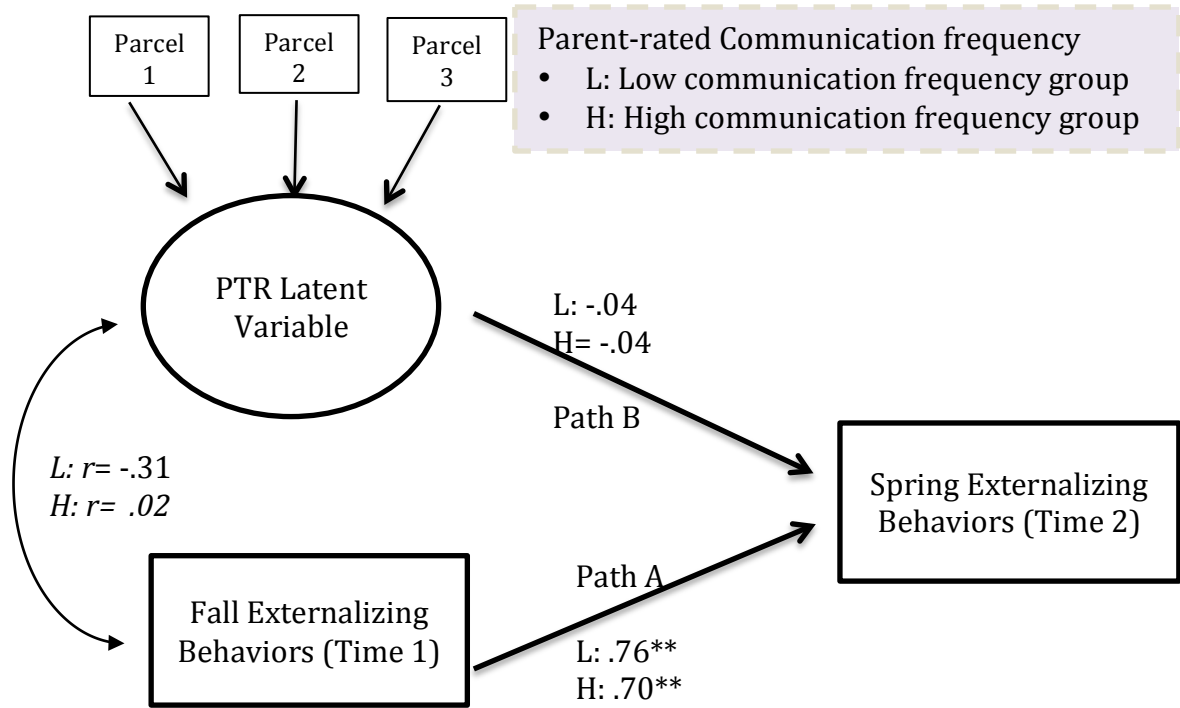 Parcel
1
Parcel
2
Parcel
3
Parent-rated Communication frequency
• L: Low communication frequency group
• H: High communication frequency group
PTR Latent
Variable
L: -.04
H= -.04
Path B
L: r= -.31
H: r= .02
Spring Externalizing
Behaviors (Time 2)
Path A
Fall Externalizing
Behaviors (Time 1)
L: .76**
H: .70**